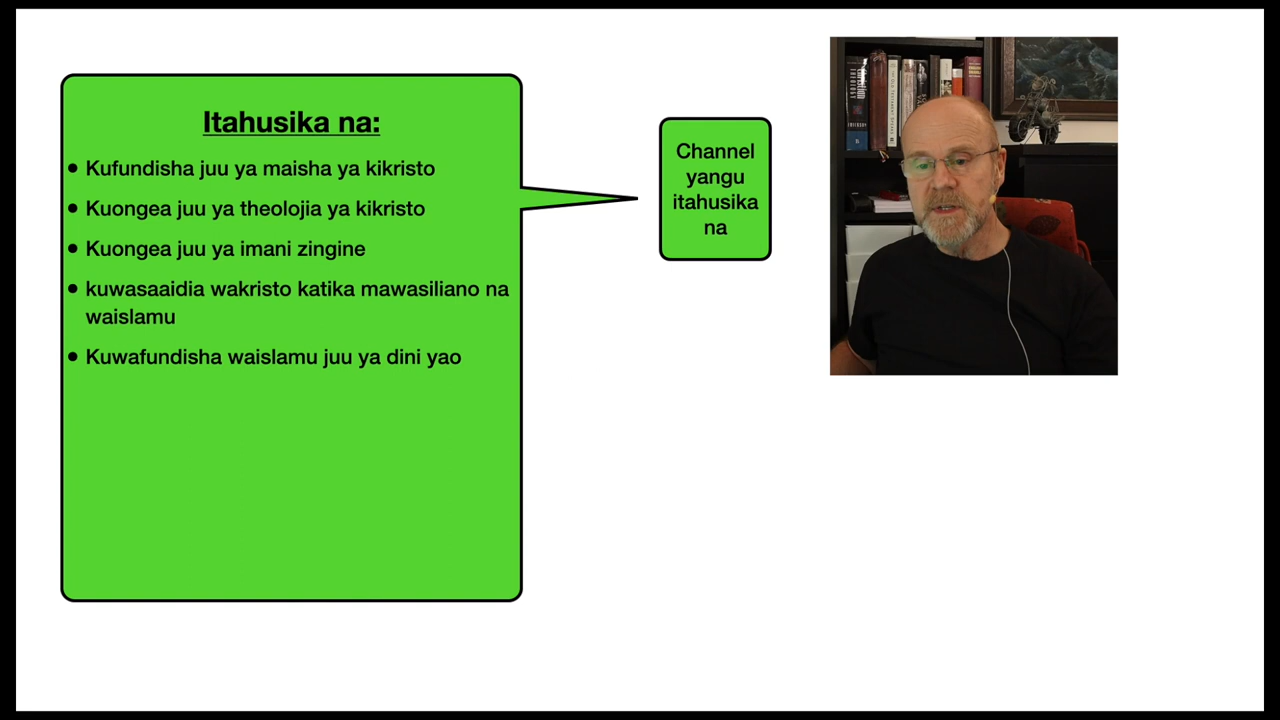 Itahusika na:
• Kufundisha juu ya maisha ya kikristo
• Kuongea juu ya theolojia ya kikristo
• Kuongea juu ya imani zingine
• kuwasaaidia wakristo katika mawasiliano na
waislamu
• Kuwafundisha waislamu juu ya dini yao
Channel
yangu
itahusika
na